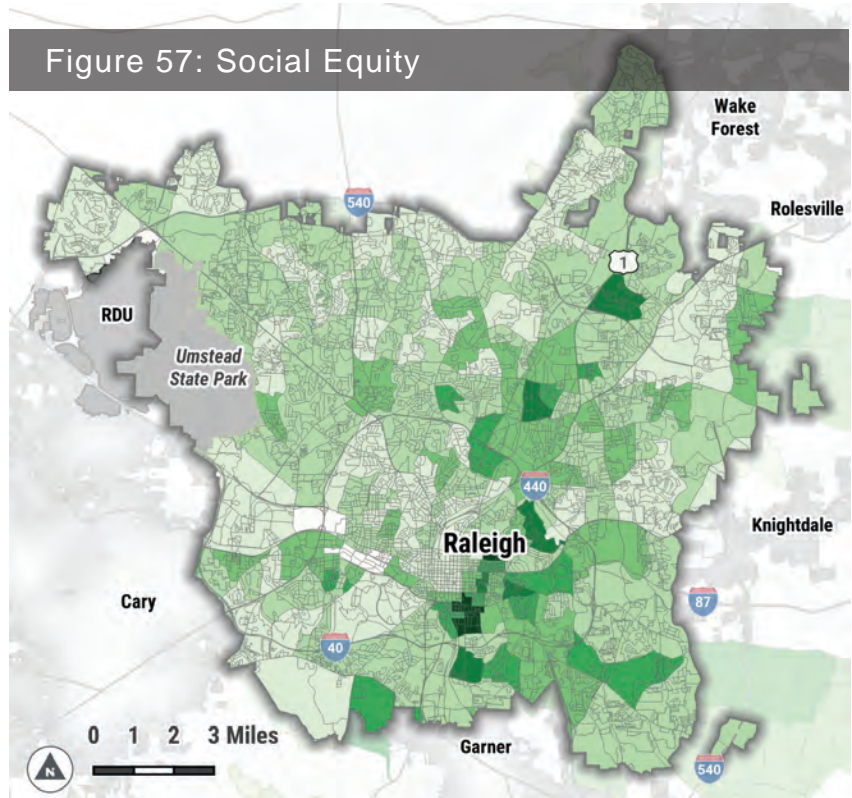 Figure 57: Social Equity
Wake
Forest
540
Rolesville
1
RDU
Umstead
State Park
440
Raleigh
Knightdale
Cary
87
40
0 1 2 3 Miles
Garner
N
540